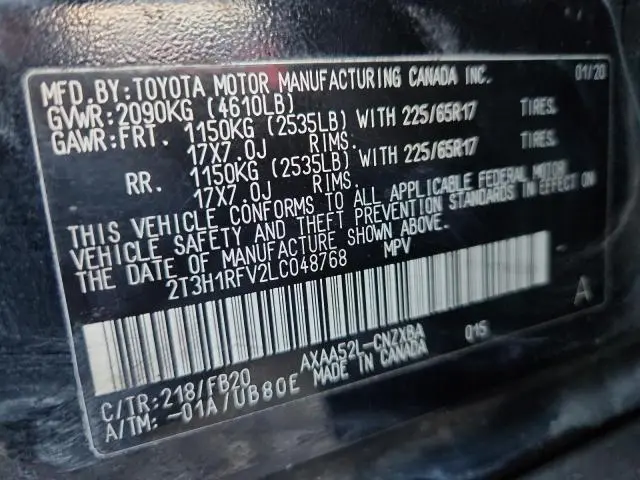 MFD. BY: TOYOTA MOTOR MANUFACTURING CANADA INC. 01/20
GVWR: 2090KG (4610LB)
GAWR: FRT. 1150KG (2535LB) WITH 225/65R17 TIRES.
17X7.0J RIMS.
RR. 1150KG (2535LB) WITH 225/65R17 TIRES.
17X7.0J RIMS.
THIS VEHICLE CONFORMS TO ALL APPLICABLE FEDERAL MOTOR
VEHICLE SAFETY AND THEFT PREVENTION STANDARDS IN EFFECT ON
THE DATE OF MANUFACTURE SHOWN ABOVE.
2T3H1RFV2LC048768 MPV
A
C/TR: 218/FB20 AXAA52L-CNZXBA 015
A/TM: -01A/UB80E MADE IN CANADA